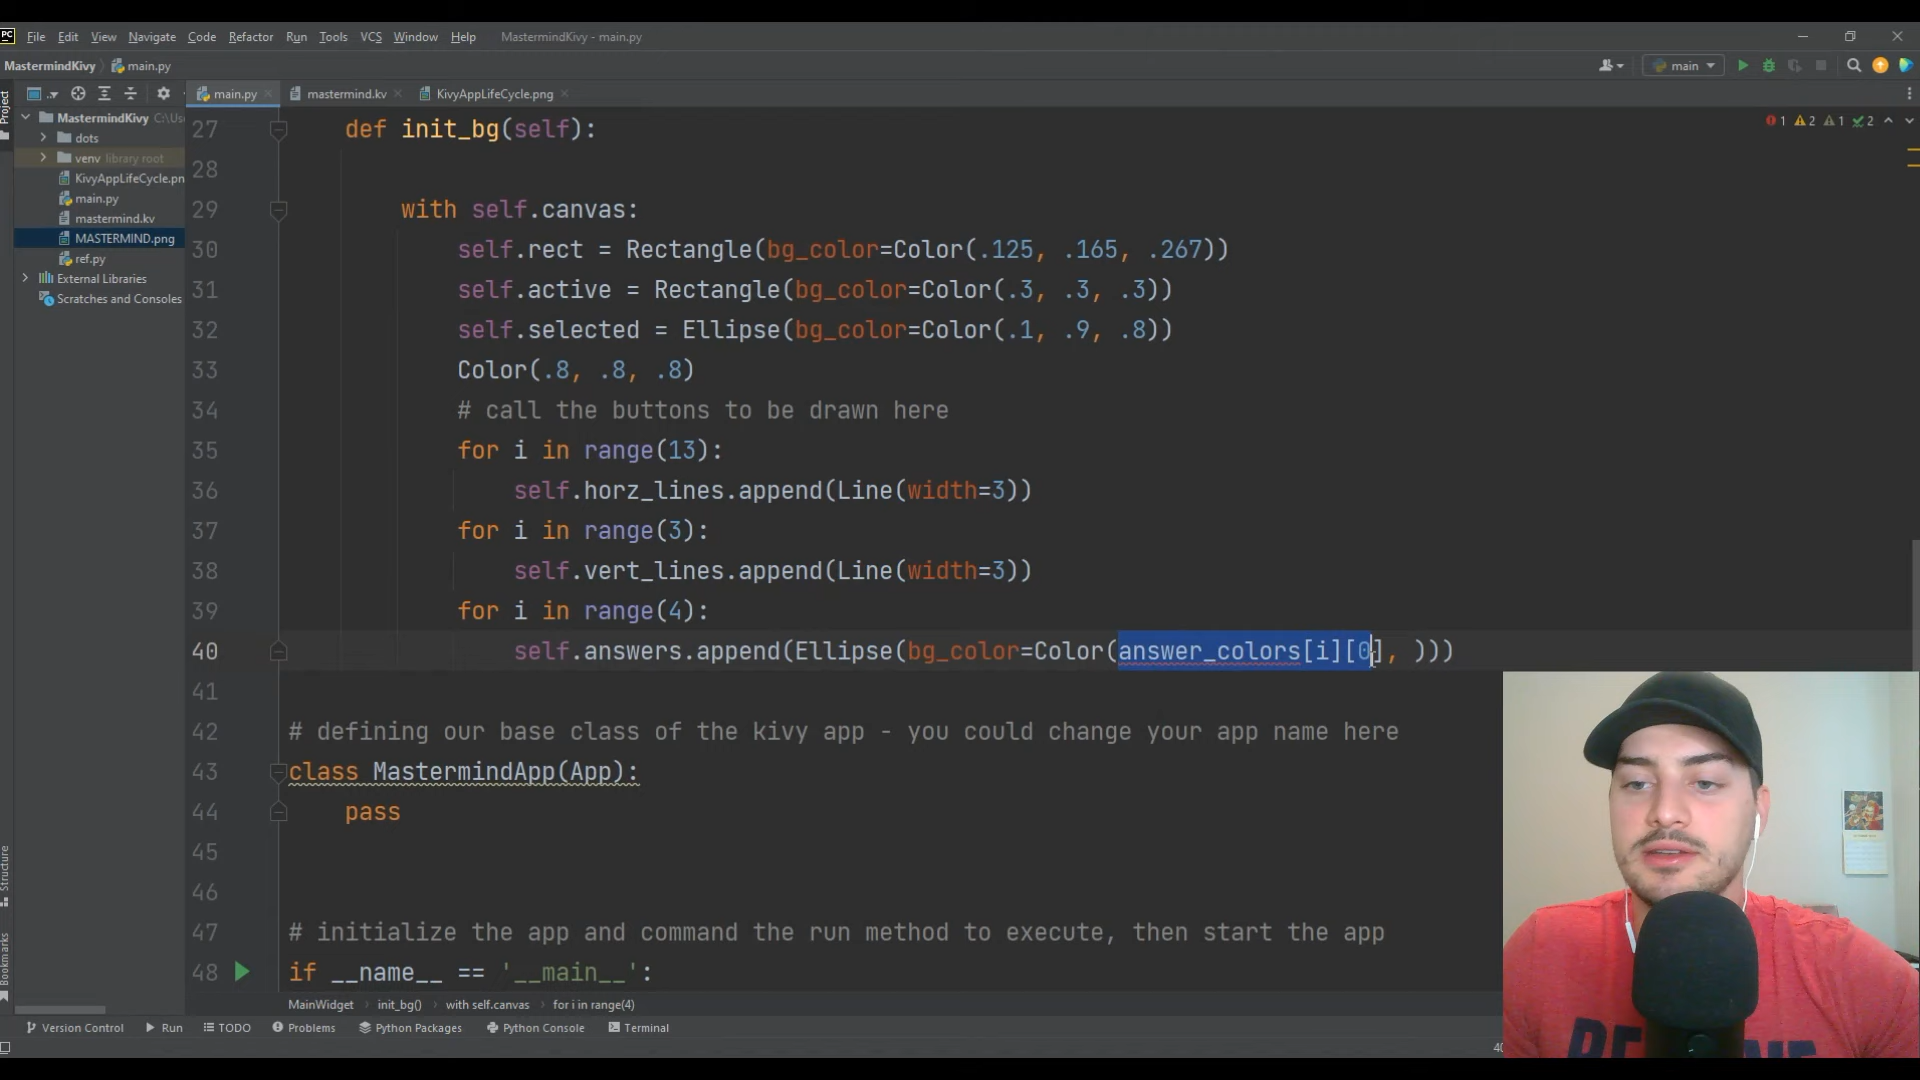 PC File Edit View Navigate Code Refactor Run Tools VCS Window Help MastermindKivy - main.py
MastermindKivy main.py main
Project
main.py mastermind.kv KivyAppLifeCycle.png
MastermindKivy C:\Us
dots
venv library root
KivyAppLifeCycle.pn
main.py
mastermind.kv
MASTERMIND.png
ref.py
External Libraries
Scratches and Consoles
1 2 1 2
27 def init_bg(self):
28
29 with self.canvas:
30 self.rect = Rectangle(bg_color=Color(.125, .165, .267))
31 self.active = Rectangle(bg_color=Color(.3, .3, .3))
32 self.selected = Ellipse(bg_color=Color(.1, .9, .8))
33 Color(.8, .8, .8)
34 # call the buttons to be drawn here
35 for i in range(13):
36 self.horz_lines.append(Line(width=3))
37 for i in range(3):
38 self.vert_lines.append(Line(width=3))
39 for i in range(4):
40 self.answers.append(Ellipse(bg_color=Color(answer_colors[i][0], )))
41
42 # defining our base class of the kivy app - you could change your app name here
43 class MastermindApp(App):
44 pass
45
46
47 # initialize the app and command the run method to execute, then start the app
48 if __name__ == '__main__':
Structure
Bookmarks
MainWidget init_bg() with self.canvas for i in range(4)
Version Control Run TODO Problems Python Packages Python Console Terminal
40